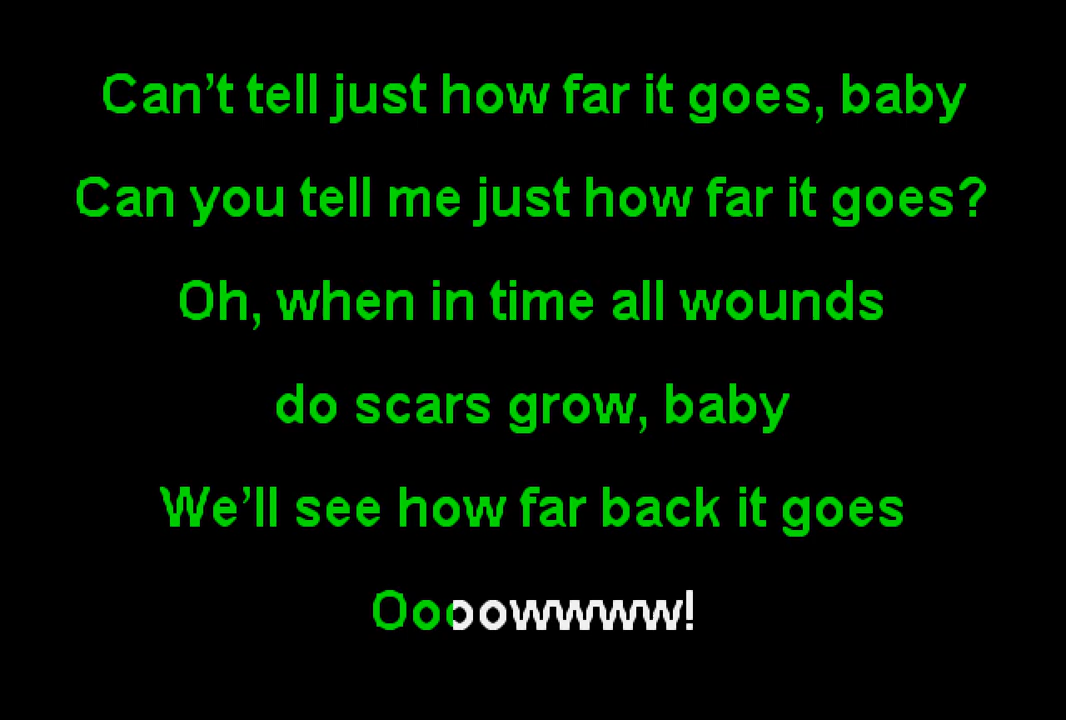 Can’t tell just how far it goes, baby
Can you tell me just how far it goes?
Oh, when in time all wounds
do scars grow, baby
We’ll see how far back it goes
Oooowwww!